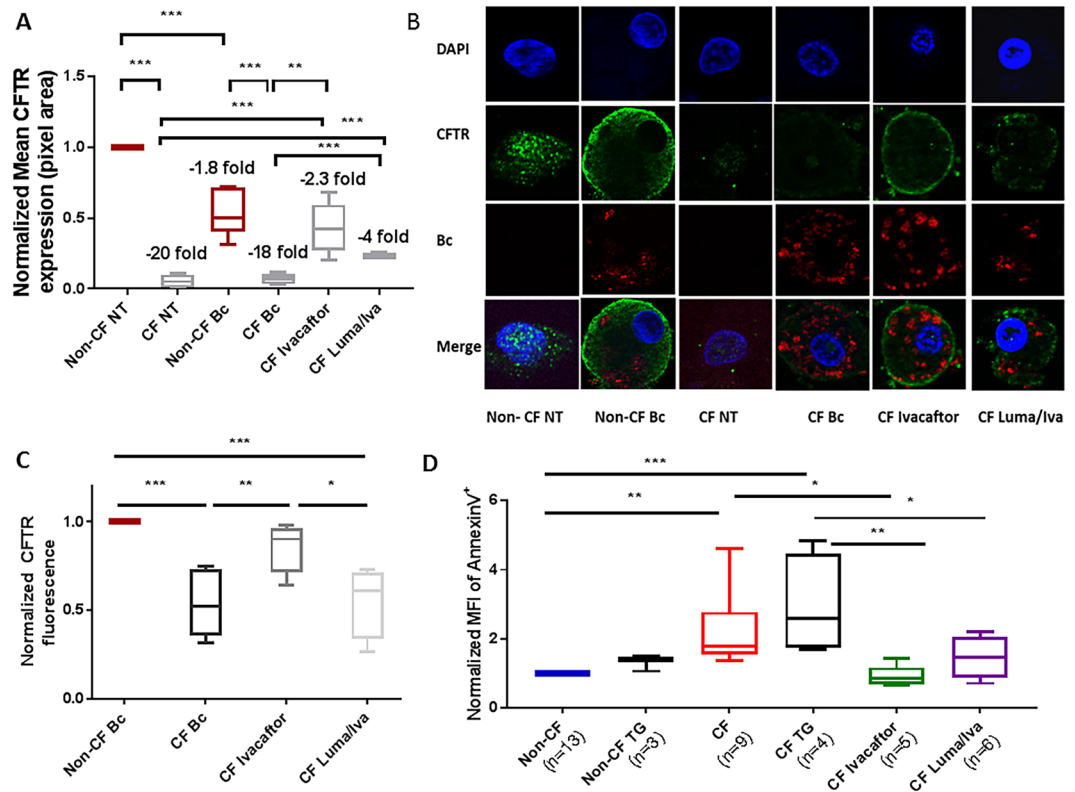 A
***
***
***
**
***
***
***
Normalized Mean CFTR
expression (pixel area)
1.5
1.0
0.5
0.0
-20 fold
-1.8 fold
-18 fold
-2.3 fold
-4 fold
Non-CF NT
CF NT
Non-CF Bc
CF Bc
CF Ivacaftor
CF Luma/Iva
B
DAPI
CFTR
Bc
Merge
Non- CF NT
Non-CF Bc
CF NT
CF Bc
CF Ivacaftor
CF Luma/Iva
C
***
***
**
*
Normalized CFTR
fluorescence
1.0
0.5
0.0
Non-CF Bc
CF Bc
CF Ivacaftor
CF Luma/Iva
D
***
**
*
*
**
Normalized MFI of AnnexinV+
6
4
2
0
Non-CF
(n=13)
Non-CF TG
(n=3)
CF
(n=9)
CF TG
(n=4)
CF Ivacaftor
(n=5)
CF Luma/Iva
(n=6)